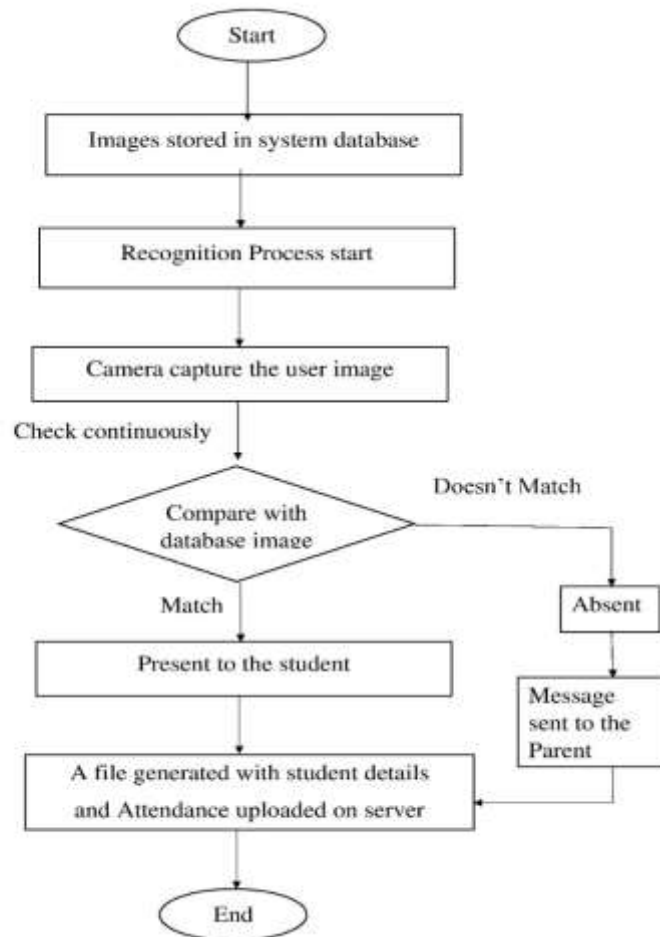 Start
Images stored in system database
Recognition Process start
Camera capture the user image
Check continuously
Doesn't Match
Compare with
database image
Match
Absent
Present to the student
Message
sent to the
Parent
A file generated with student details
and Attendance uploaded on server
End